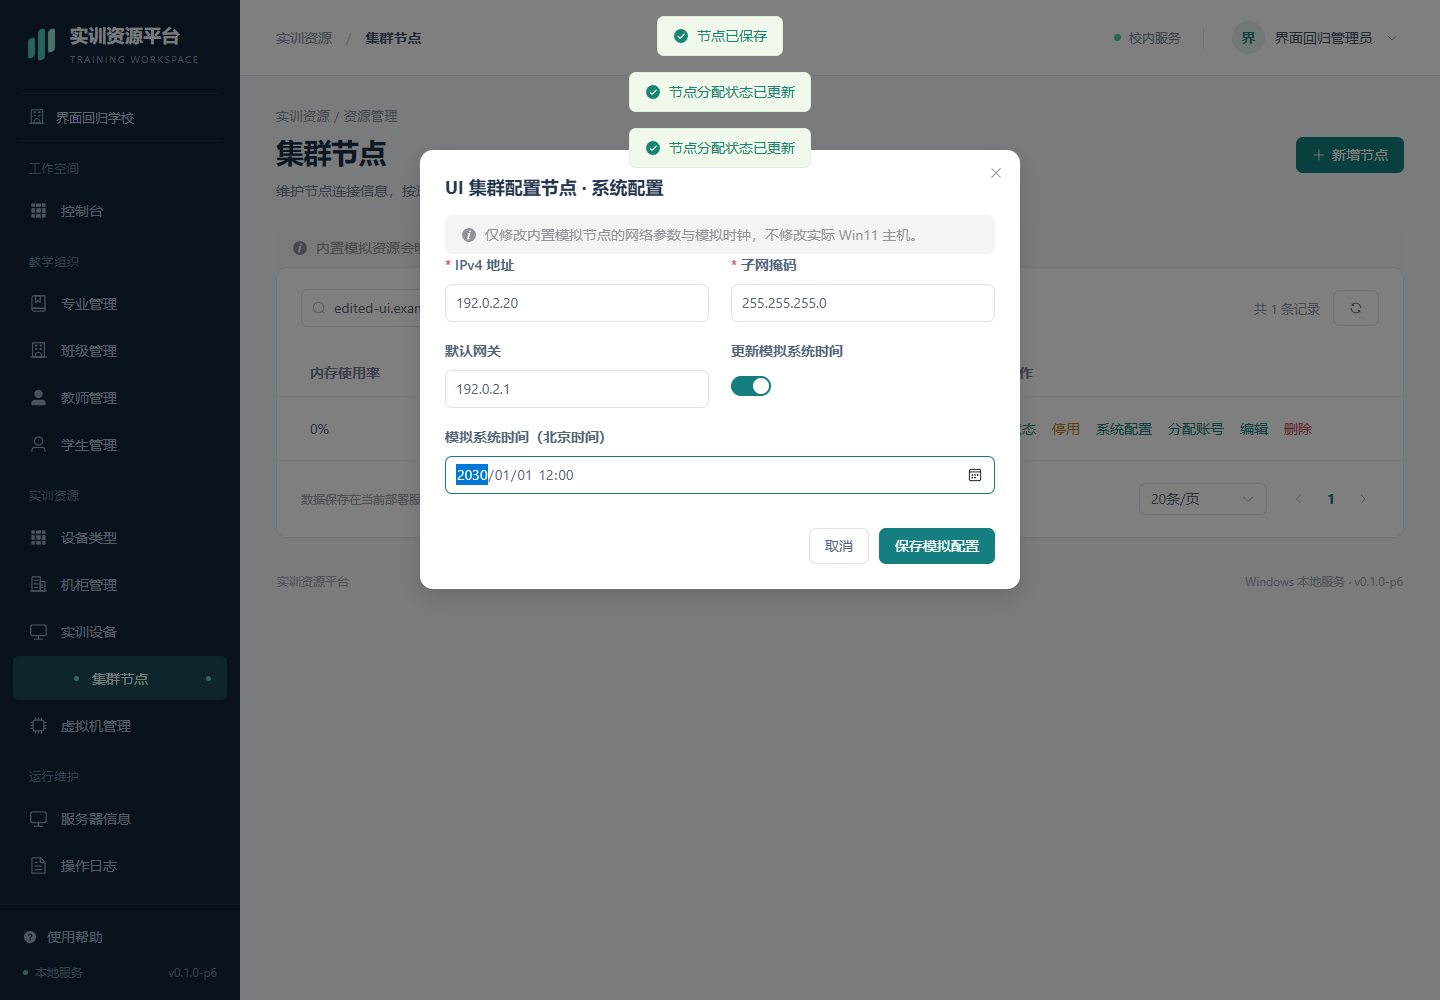 实训资源平台
TRAINING WORKSPACE
界面回归学校
工作空间
控制台
教学组织
专业管理
班级管理
教师管理
学生管理
实训资源
设备类型
机柜管理
实训设备
集群节点
虚拟机管理
运行维护
服务器信息
操作日志
使用帮助
本地服务
v0.1.0-p6
实训资源 / 集群节点
校内服务
界
界面回归管理员
节点已保存
节点分配状态已更新
节点分配状态已更新
实训资源 / 资源管理
集群节点
维护节点连接信息，按
新增节点
内置模拟资源会
edited-ui.exam
共 1 条记录
内存使用率
作
0%
态
停用
系统配置
分配账号
编辑
删除
数据保存在当前部署服
20条/页
1
实训资源平台
Windows 本地服务 · v0.1.0-p6
UI 集群配置节点 · 系统配置
仅修改内置模拟节点的网络参数与模拟时钟，不修改实际 Win11 主机。
* IPv4 地址
* 子网掩码
192.0.2.20
255.255.255.0
默认网关
更新模拟系统时间
192.0.2.1
模拟系统时间（北京时间）
2030/01/01 12:00
取消
保存模拟配置